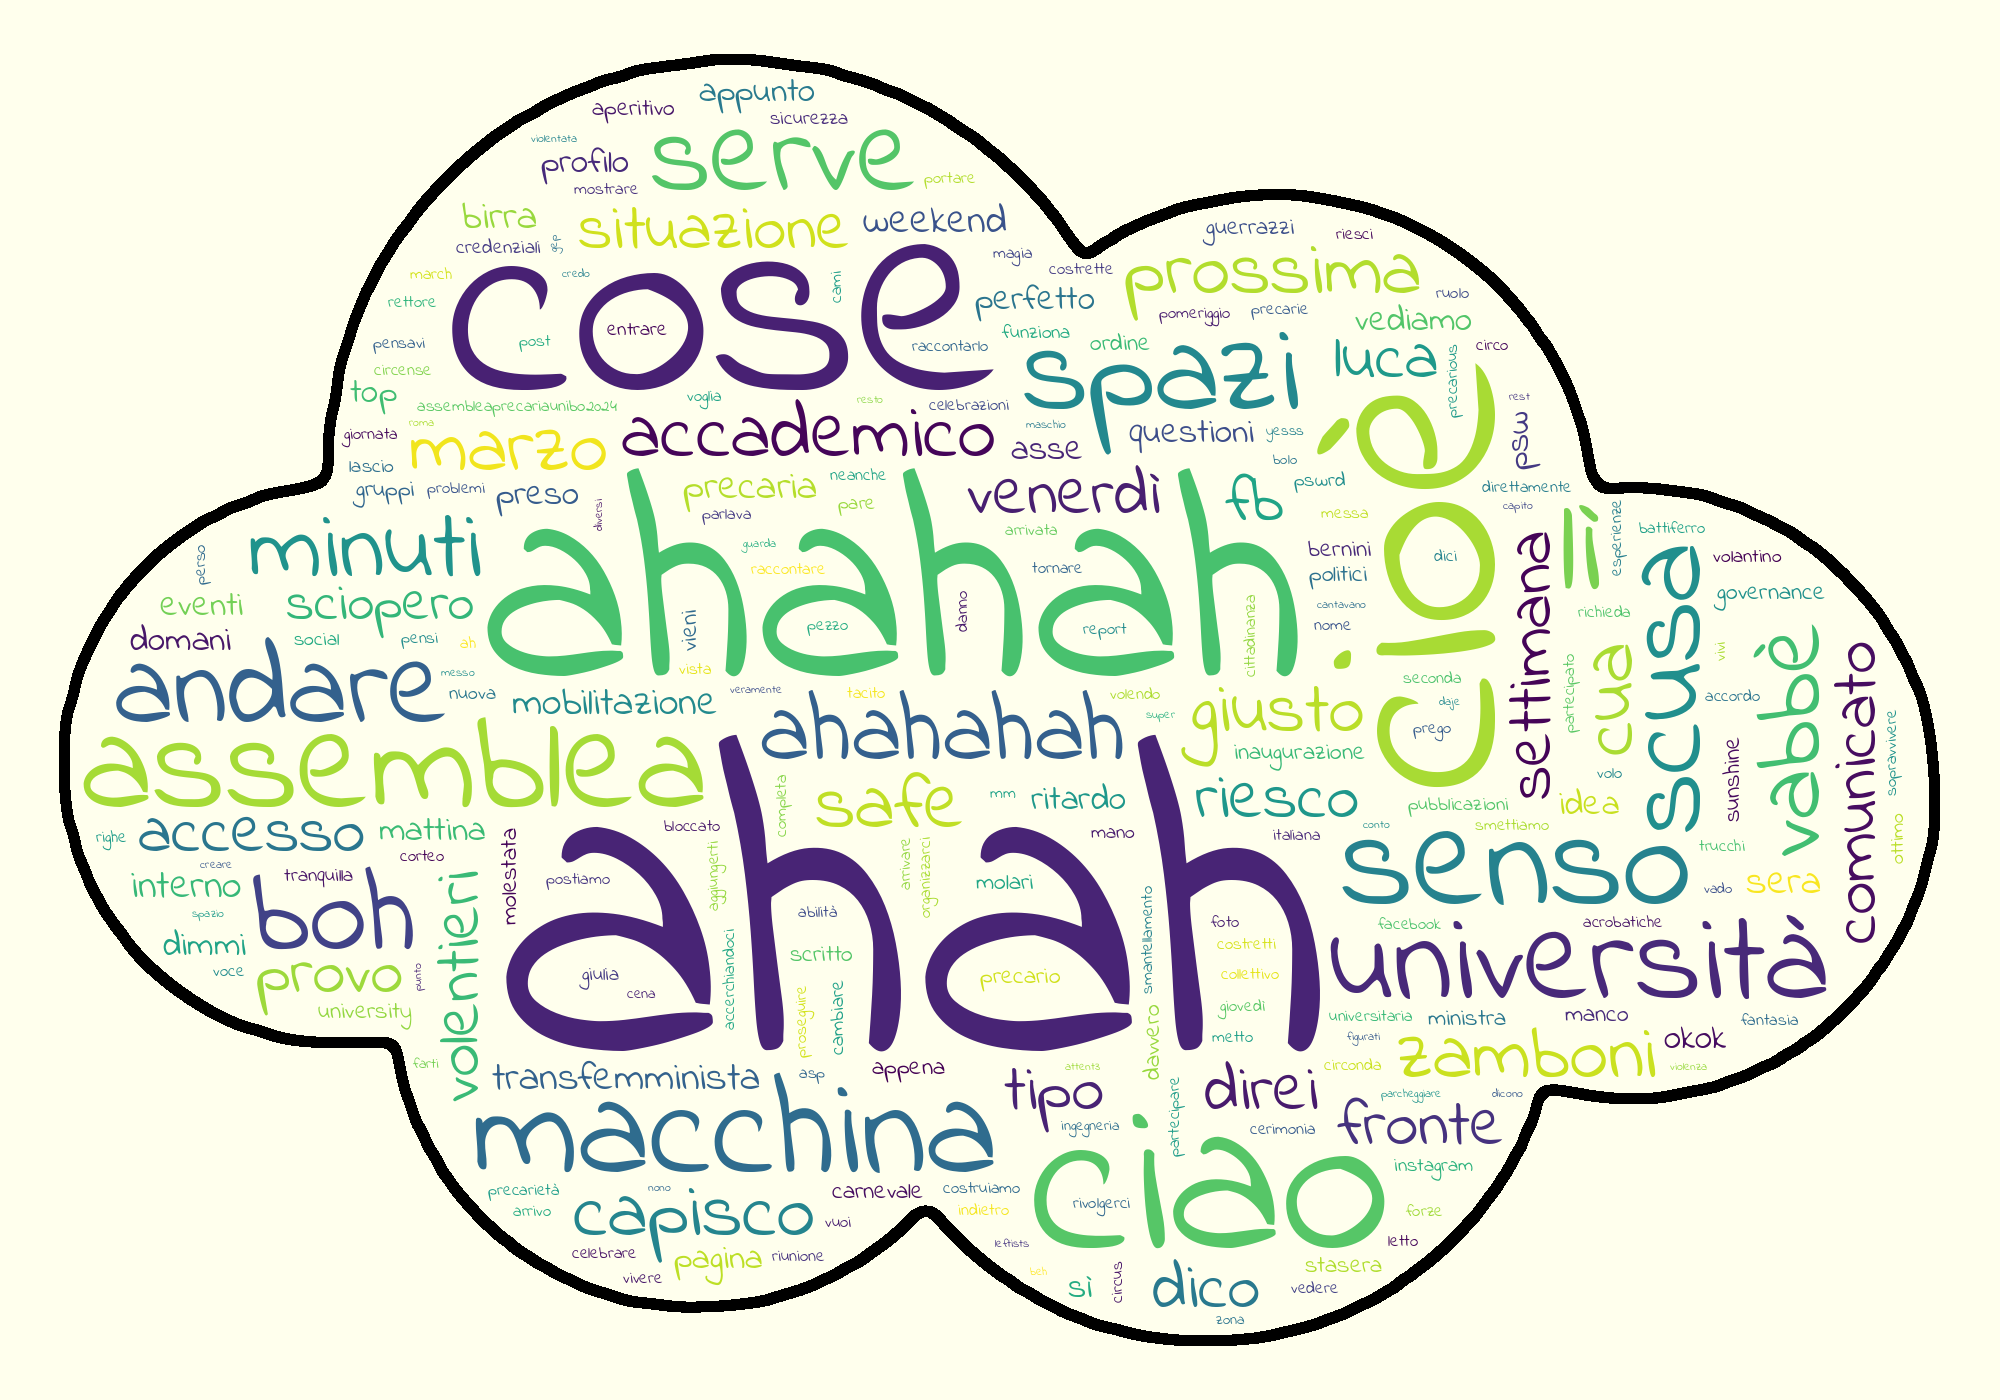 appunto
aperitivo
sicurezza
violentata
serve
profilo
mostrare
portare
birra
situazione
weekend
credenziali
gep
guerrazzi
riesci
march
credo
cose
cami
magia
costrette
prossima
rettore
entrare
perfetto
ruolo
pensavi
post
raccontarlo
funziona
pomeriggio
precarie
vediamo
circense
ordine
spazi
luca
precarious
circo
top
assembleaprecariaunibo2024
voglia
resto
celebrazioni
roma
marzo
accademico
maschio
asse
questioni
yesss
psw
rest
giornata
lascio
gruppi
problemi
preso
diversi
precaria
neanche
parlava
pare
venerdì
bolo
fb
pswrd
cioè
direttamente
capito
minuti
ahahah
guarda
raccontare
arrivata
tornare
messa
bernini
politici
dici
settimana
lì
esperienze
battiferro
volantino
perso
eventi
sciopero
social
pensi
ah
domani
vieni
pezzo
danno
report
cittadinanza
cantavano
nome
richieda
governance
andare
messo
nuova
vista
mobilitazione
veramente
tacito
volendo
super
seconda
daje
prego
partecipato
cua
scusa
vivi
accordo
vabbè
comunicato
assemblea
ahahahah
giusto
inaugurazione
volo
sunshine
sopravvivere
righe
accesso
mattina
corteo
creare
molestata
bloccato
completa
safe
mm
ritardo
mano
riesco
italiana
conto
pubblicazioni
smettiamo
idea
trucchi
ottimo
interno
tranquilla
spazio
boh
volentieri
postiamo
aggiungerti
ahah
abilità
arrivare
organizzarci
molari
smantellamento
foto
senso
vado
sera
dimmi
voce
provo
punto
university
giulia
cena
accerchiandoci
scritto
proseguire
cambiare
precario
costretti
collettivo
giovedì
metto
facebook
acrobatiche
università
universitaria
ministra
manco
fantasia
farti
figurati
zamboni
okok
violenza
transfemminista
asp
appena
attenta
davvero
partecipare
circonda
macchina
tipo
ingegneria
direi
cerimonia
parcheggiare
dicono
fronte
precarietà
arrivo
nono
capisco
carnevale
vuoi
costruiamo
indietro
ciao
rivolgerci
instagram
forze
celebrare
vivere
pagina
riunione
leftists
letto
beh
sì
circus
dico
stasera
vedere
zona